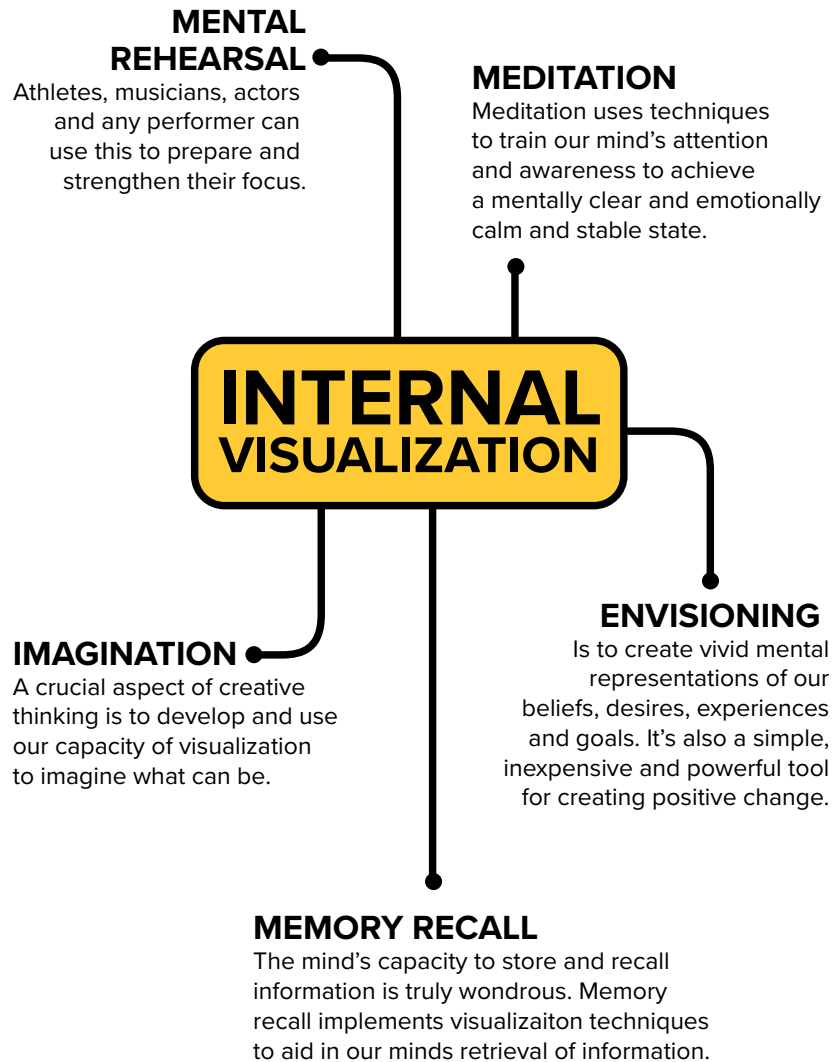 MENTAL
REHEARSAL
Athletes, musicians, actors
and any performer can
use this to prepare and
strengthen their focus.
MEDITATION
Meditation uses techniques
to train our mind’s attention
and awareness to achieve
a mentally clear and emotionally
calm and stable state.
INTERNAL
VISUALIZATION
IMAGINATION
A crucial aspect of creative
thinking is to develop and use
our capacity of visualization
to imagine what can be.
ENVISIONING
Is to create vivid mental
representations of our
beliefs, desires, experiences
and goals. It’s also a simple,
inexpensive and powerful tool
for creating positive change.
MEMORY RECALL
The mind’s capacity to store and recall
information is truly wondrous. Memory
recall implements visualizaiton techniques
to aid in our minds retrieval of information.